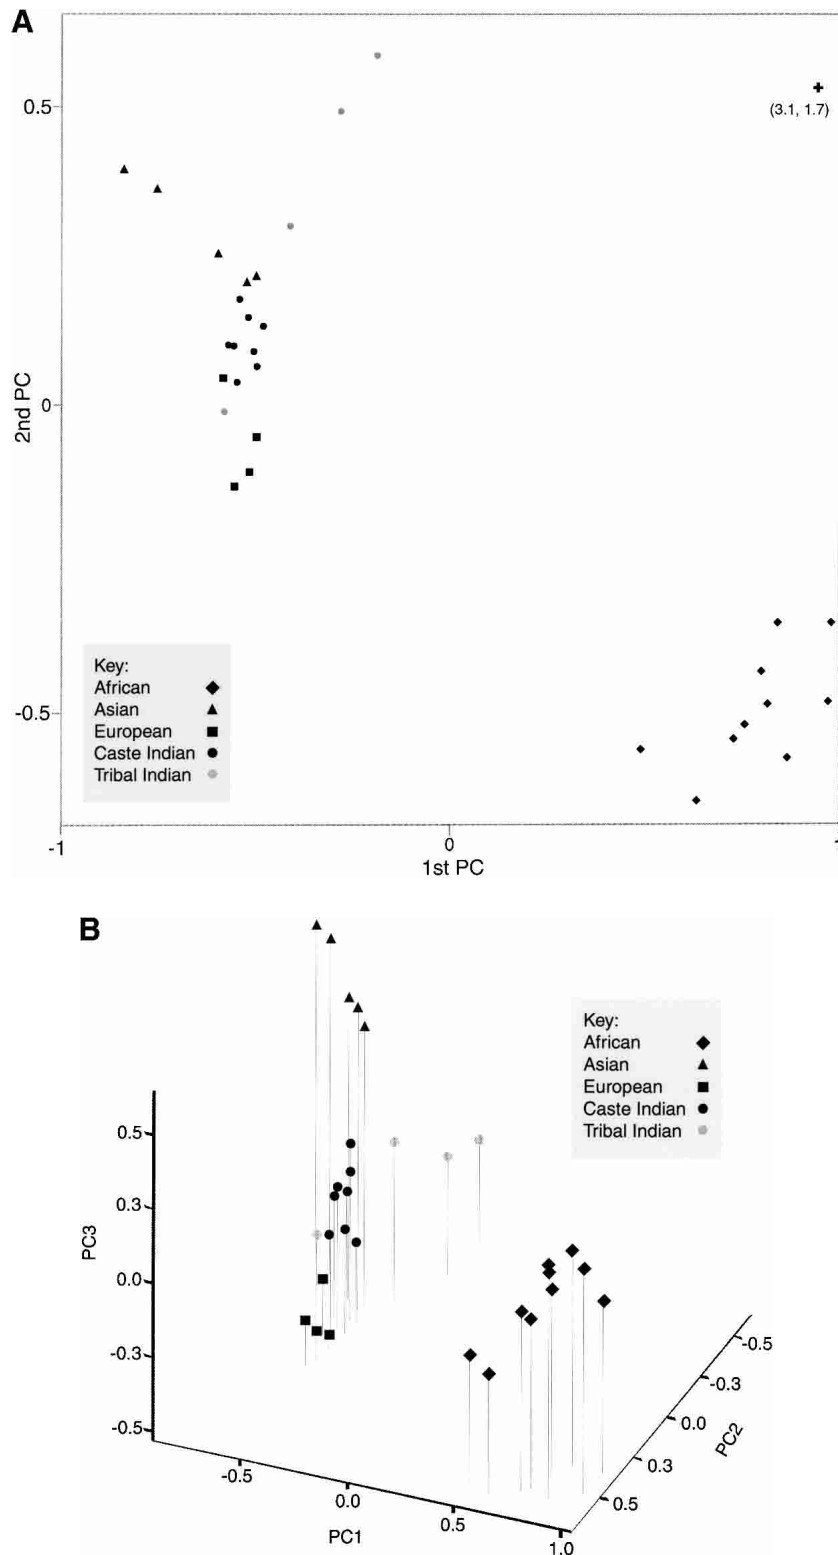 A
0.5
(3.1, 1.7)
2nd PC
0
Key:
African
Asian
European
Caste Indian
Tribal Indian
-0.5
-1
0
1
1st PC
B
Key:
African
Asian
European
Caste Indian
Tribal Indian
0.5
0.3
PC3
0.0
-0.3
-0.5
-0.5
-0.3
0.0
PC2
0.3
0.5
-0.5
0.0
0.5
1.0
PC1